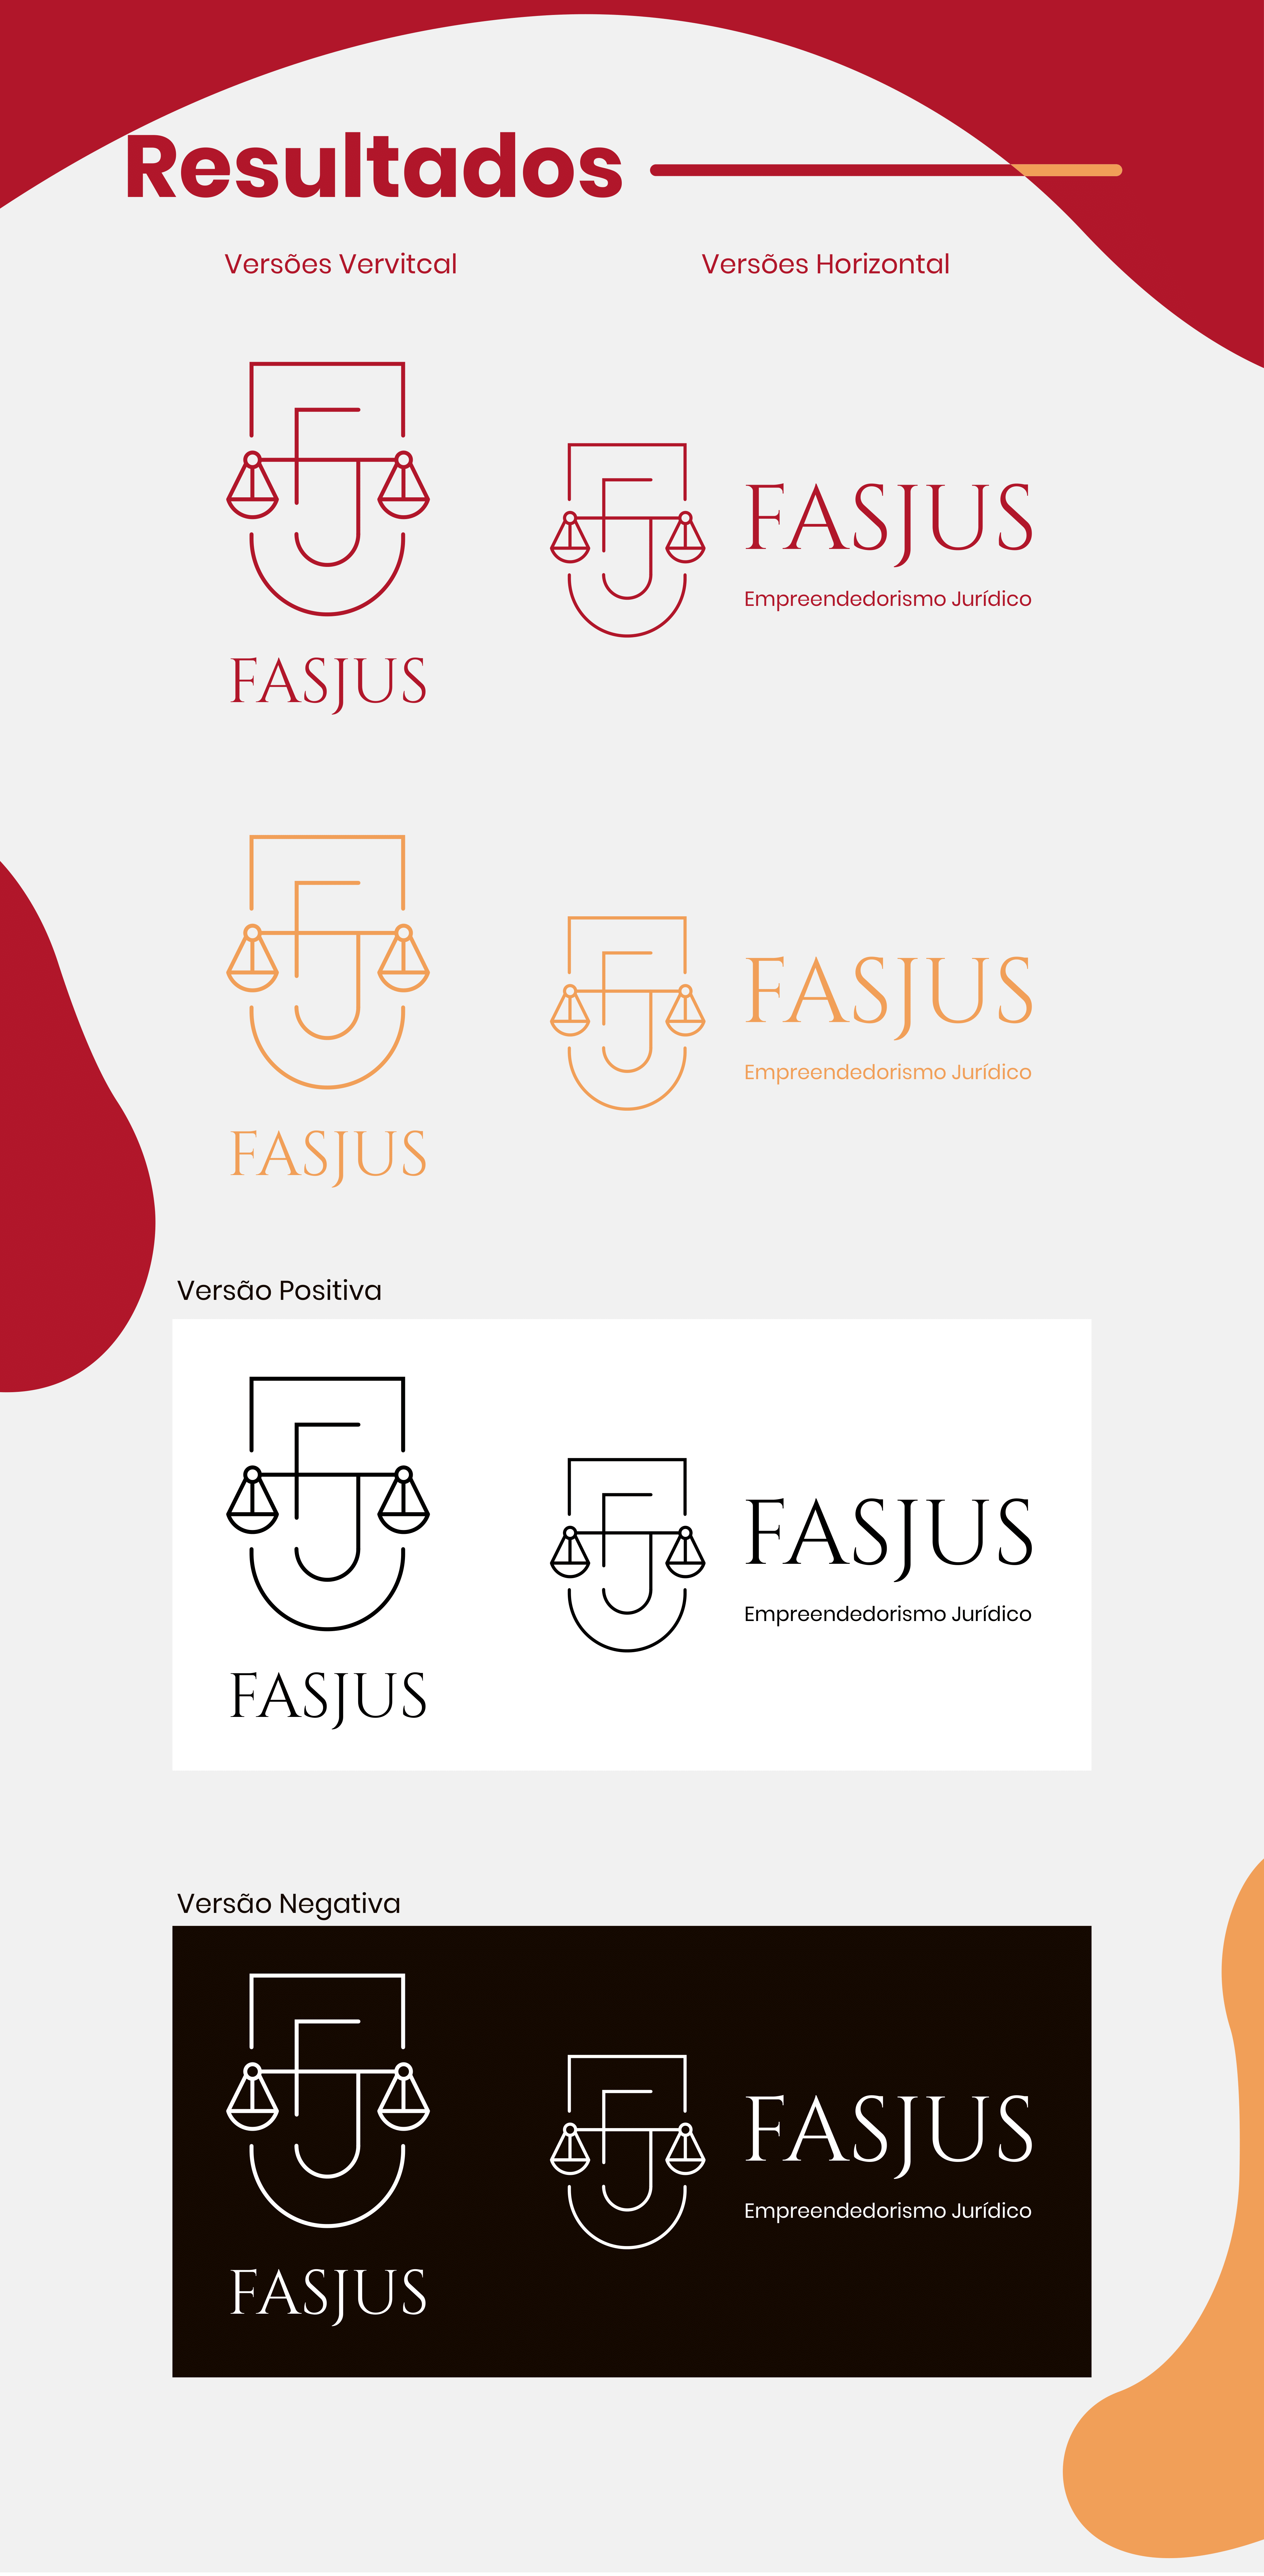 Resultados
Versões Vervitcal
Versões Horizontal
FASJUS
FASJUS
Empreendedorismo Jurídico
FASJUS
FASJUS
Empreendedorismo Jurídico
Versão Positiva
FASJUS
FASJUS
Empreendedorismo Jurídico
Versão Negativa
FASJUS
FASJUS
Empreendedorismo Jurídico